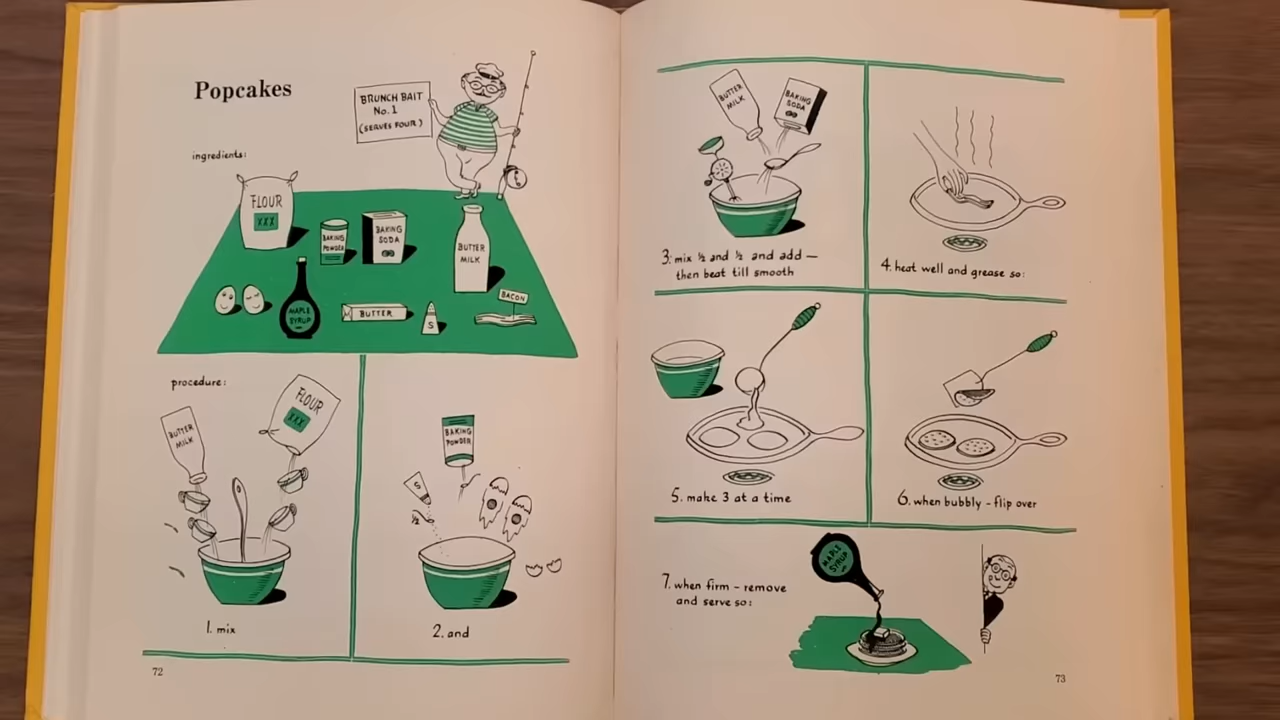 Popcakes
BRUNCH BAIT
No. 1
(SERVES FOUR)
ingredients:
FLOUR
XXX
BAKING
POWDER
BAKING
SODA
BUTTER
MILK
MAPLE
SYRUP
BUTTER
S
BACON
procedure:
BUTTER
MILK
FLOUR
XXX
1. mix
BAKING
POWDER
S
½
2. and
72
BUTTER
MILK
BAKING
SODA
3. mix ½ and ½ and add —
then beat till smooth
4. heat well and grease so:
5. make 3 at a time
6. when bubbly - flip over
7. when firm - remove
and serve so:
MAPLE
SYRUP
73